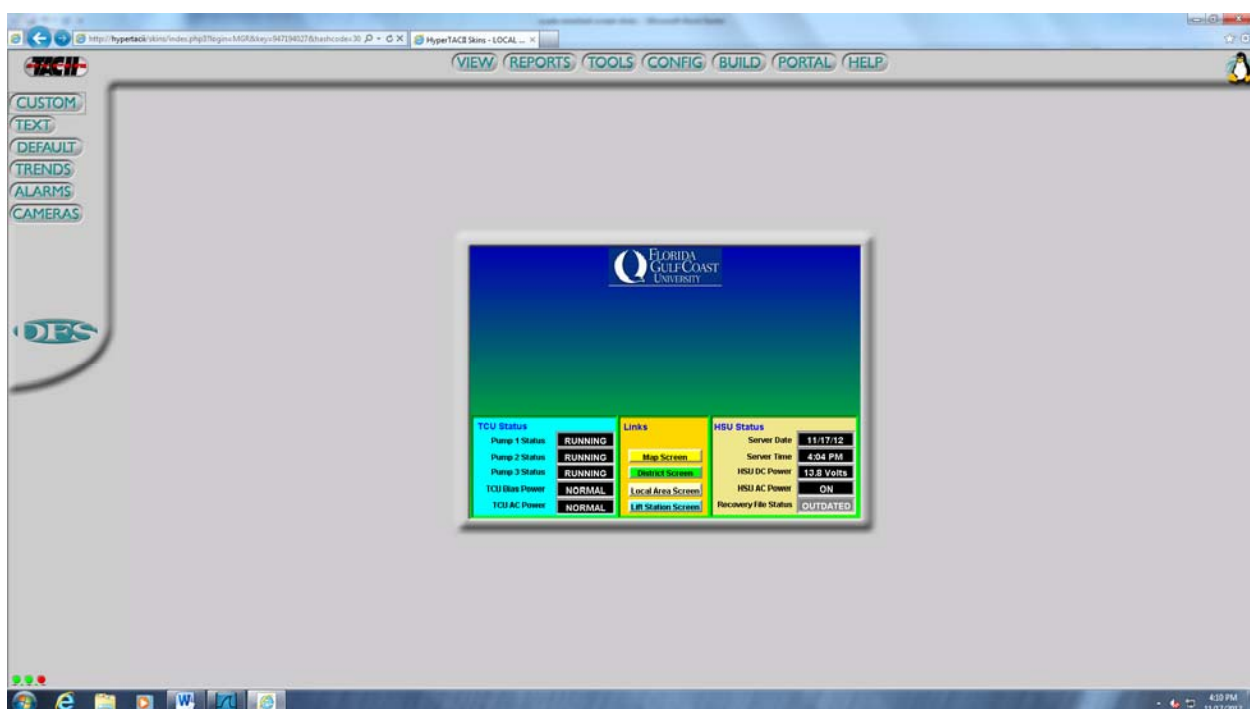 HyperTACII Skins - LOCAL ...
TACII
VIEW REPORTS TOOLS CONFIG BUILD PORTAL HELP
CUSTOM
TEXT
DEFAULT
TRENDS
ALARMS
CAMERAS
DFS
FLORIDA
GULF COAST
UNIVERSITY
TCU Status
Pump 1 Status RUNNING
Pump 2 Status RUNNING
Pump 3 Status RUNNING
TCU Bias Power NORMAL
TCU AC Power NORMAL
Links
Map Screen
District Screen
Local Area Screen
Lift Station Screen
HSU Status
Server Date 11/17/12
Server Time 4:04 PM
HSU DC Power 13.8 Volts
HSU AC Power ON
Recovery File Status OUTDATED
4:10 PM